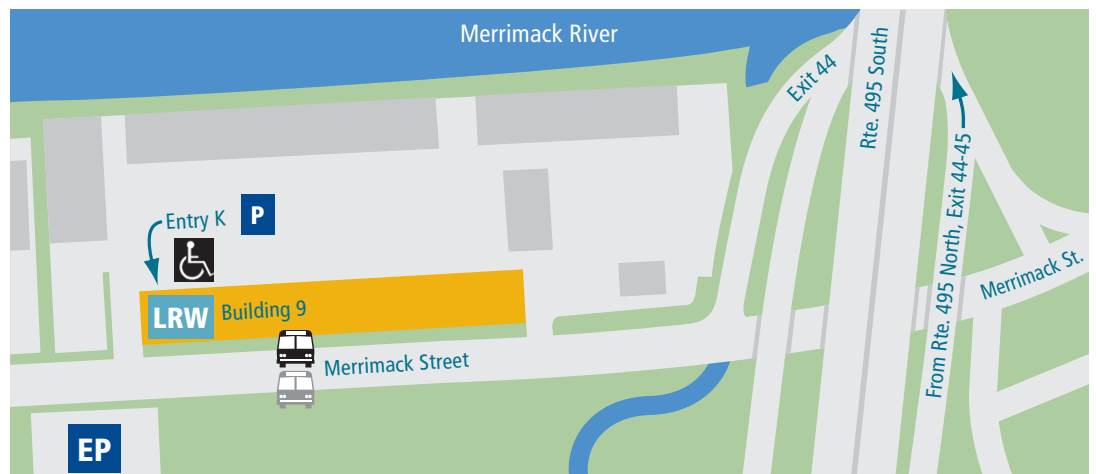 Merrimack River
Exit 44
Rte. 495 South
From Rte. 495 North, Exit 44-45
Entry K
P
Merrimack St.
LRW
Building 9
Merrimack Street
EP